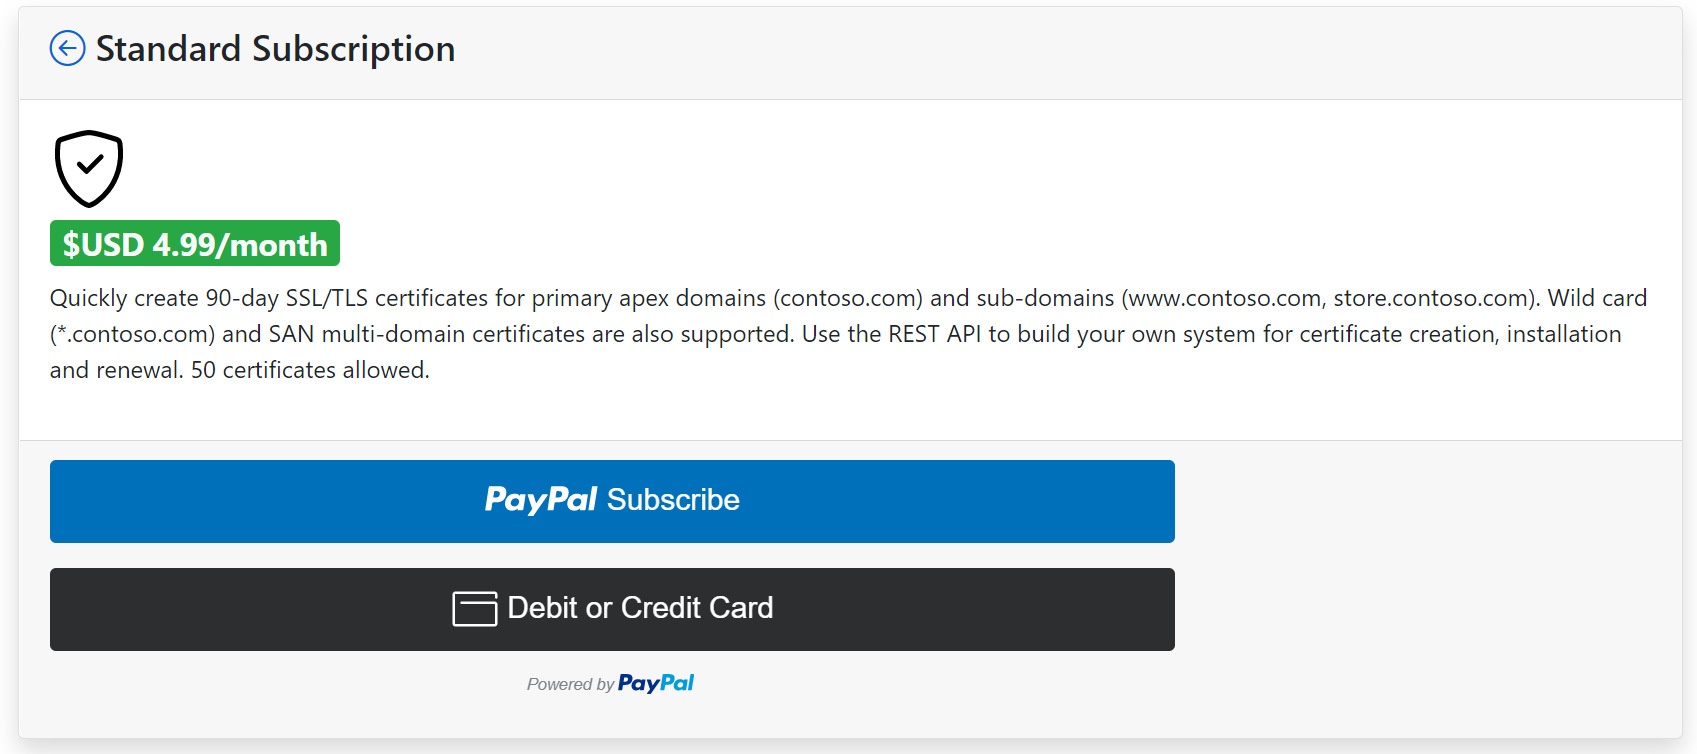 Standard Subscription
$USD 4.99/month
Quickly create 90-day SSL/TLS certificates for primary apex domains (contoso.com) and sub-domains (www.contoso.com, store.contoso.com). Wild card
(*.contoso.com) and SAN multi-domain certificates are also supported. Use the REST API to build your own system for certificate creation, installation
and renewal. 50 certificates allowed.
PayPal Subscribe
Debit or Credit Card
Powered by PayPal